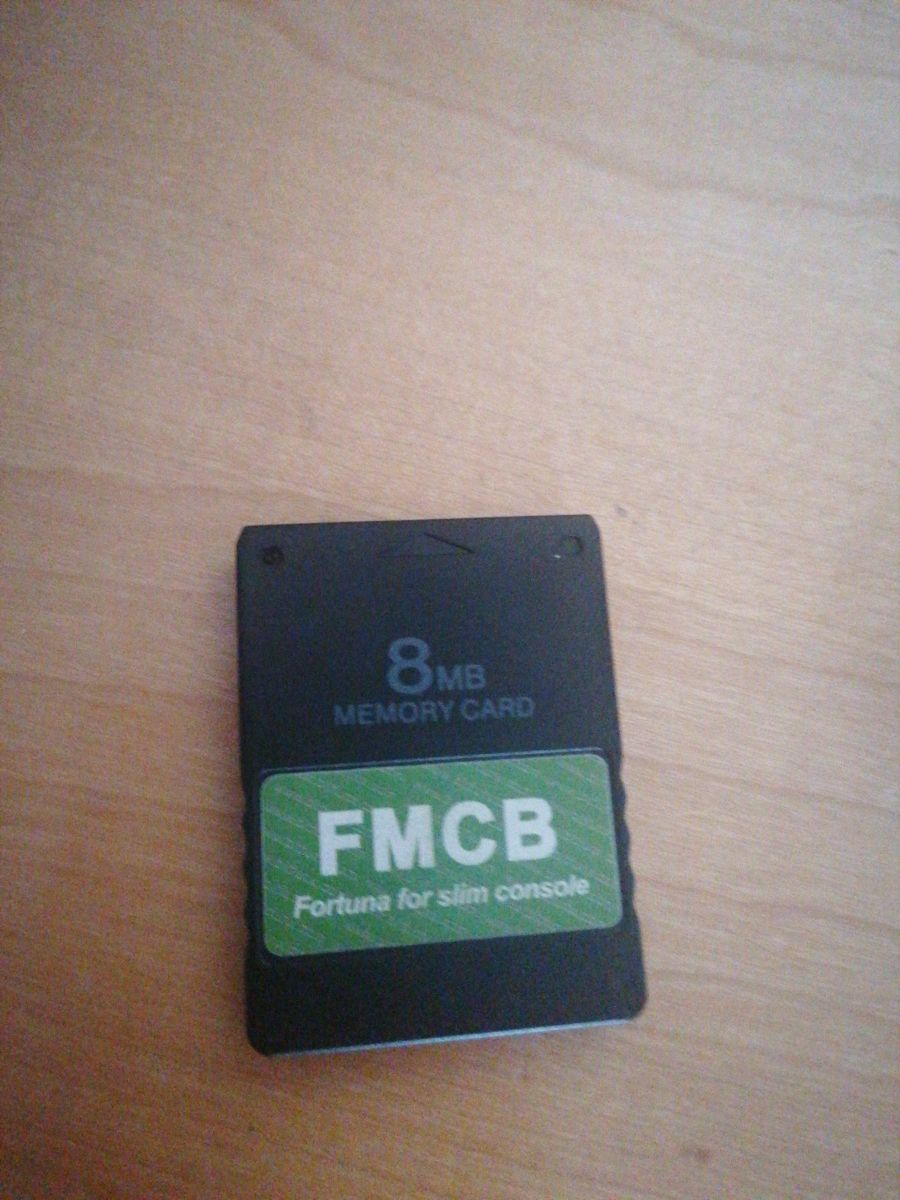 8MB
MEMORY CARD
FMCB
Fortuna for slim console